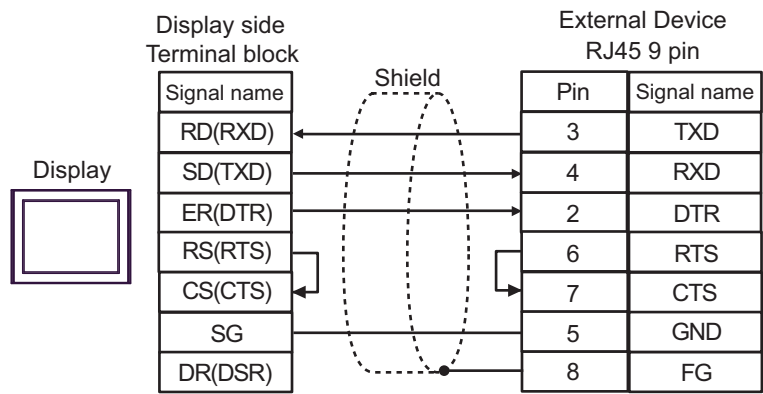 Display side
Terminal block
External Device
RJ45 9 pin
Shield
Display
Signal name
Pin Signal name
RD(RXD) 3 TXD
SD(TXD) 4 RXD
ER(DTR) 2 DTR
RS(RTS) 6 RTS
CS(CTS) 7 CTS
SG 5 GND
DR(DSR) 8 FG